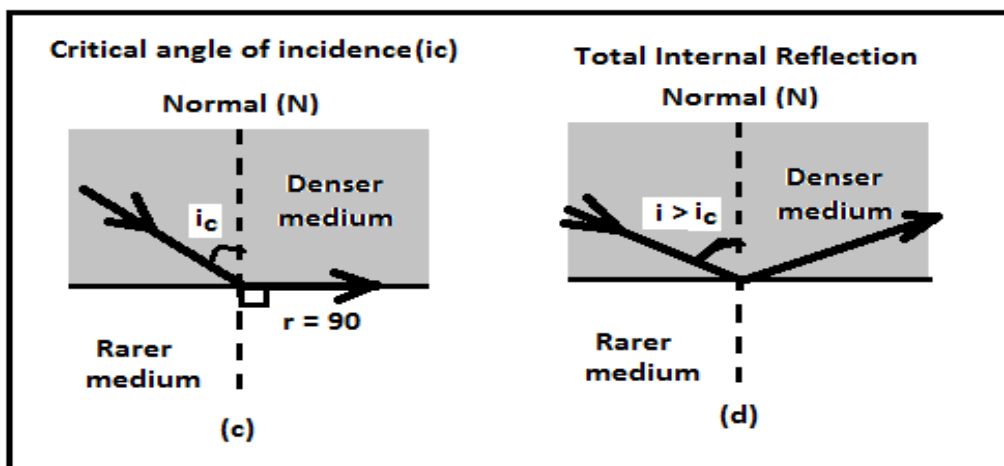 Critical angle of incidence(ic)
Normal (N)
Denser
medium
ic
r = 90
Rarer
medium
(c)
Total Internal Reflection
Normal (N)
Denser
medium
i > ic
Rarer
medium
(d)